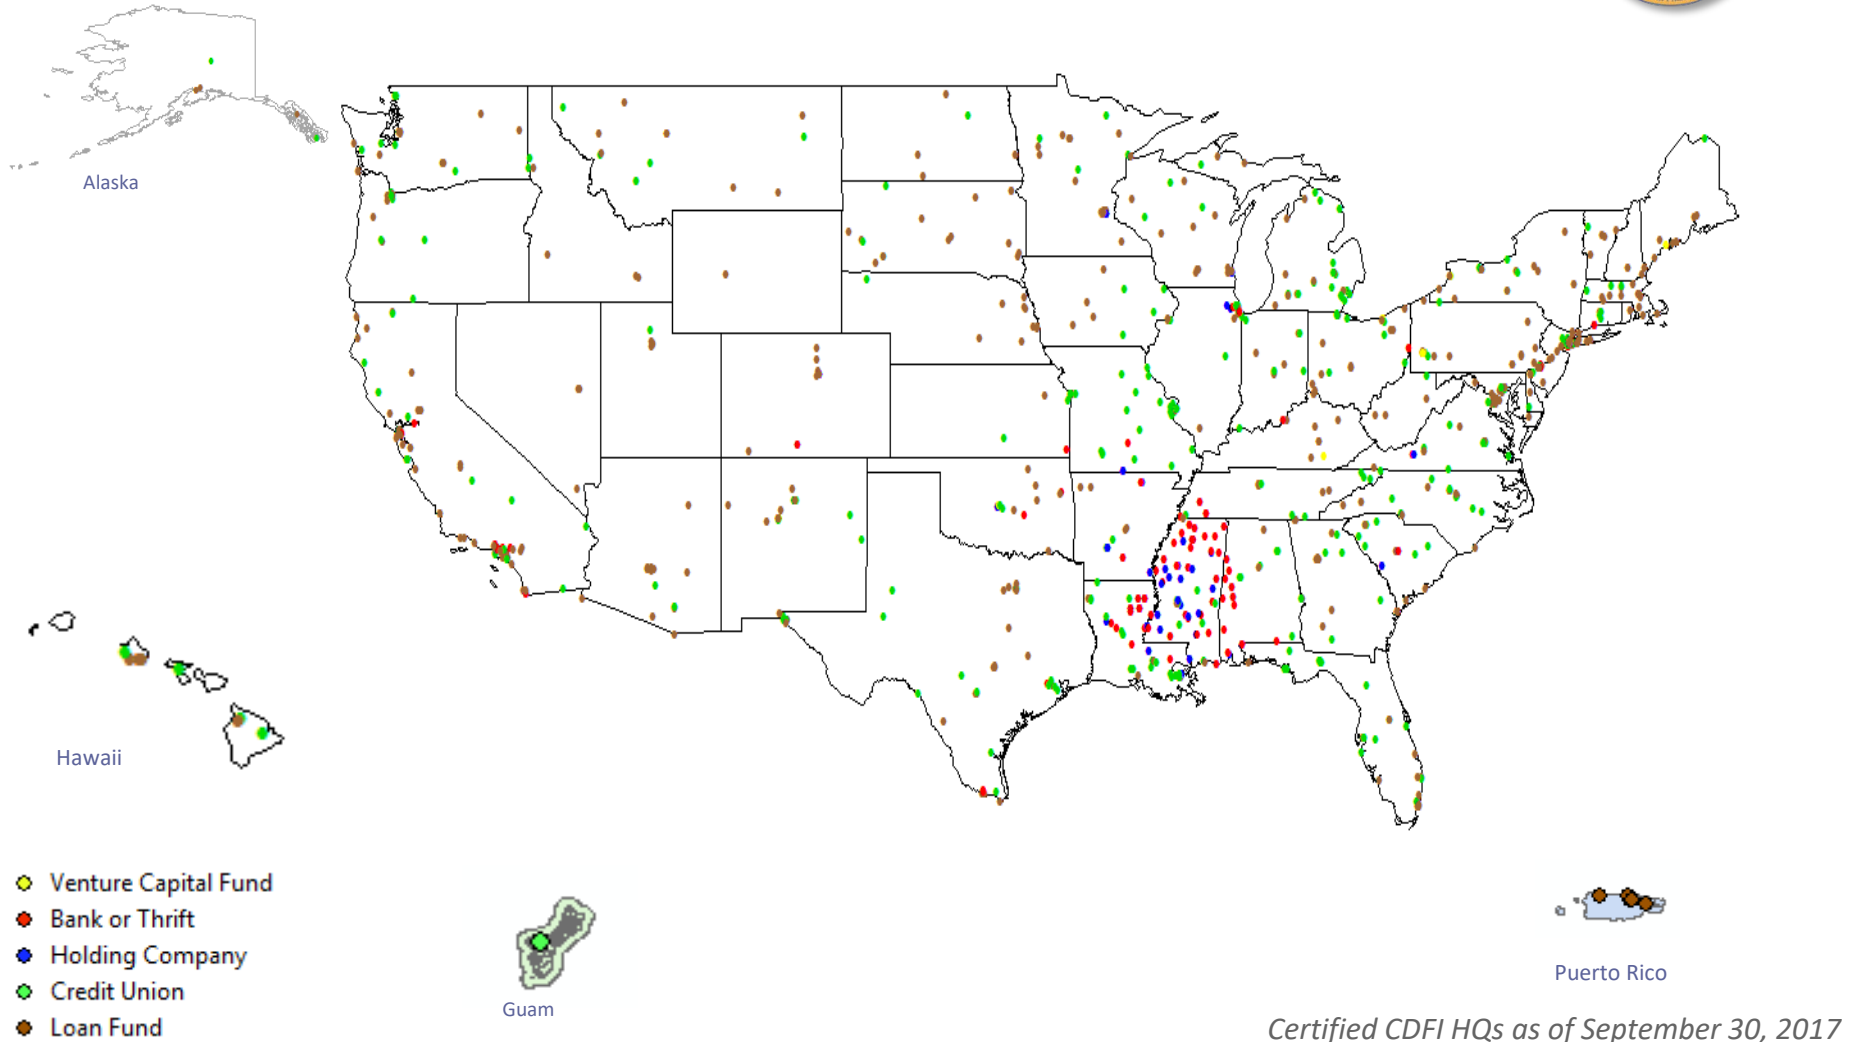 Alaska
Hawaii
Venture Capital Fund
Bank or Thrift
Holding Company
Credit Union
Loan Fund
Guam
Puerto Rico
Certified CDFI HQs as of September 30, 2017